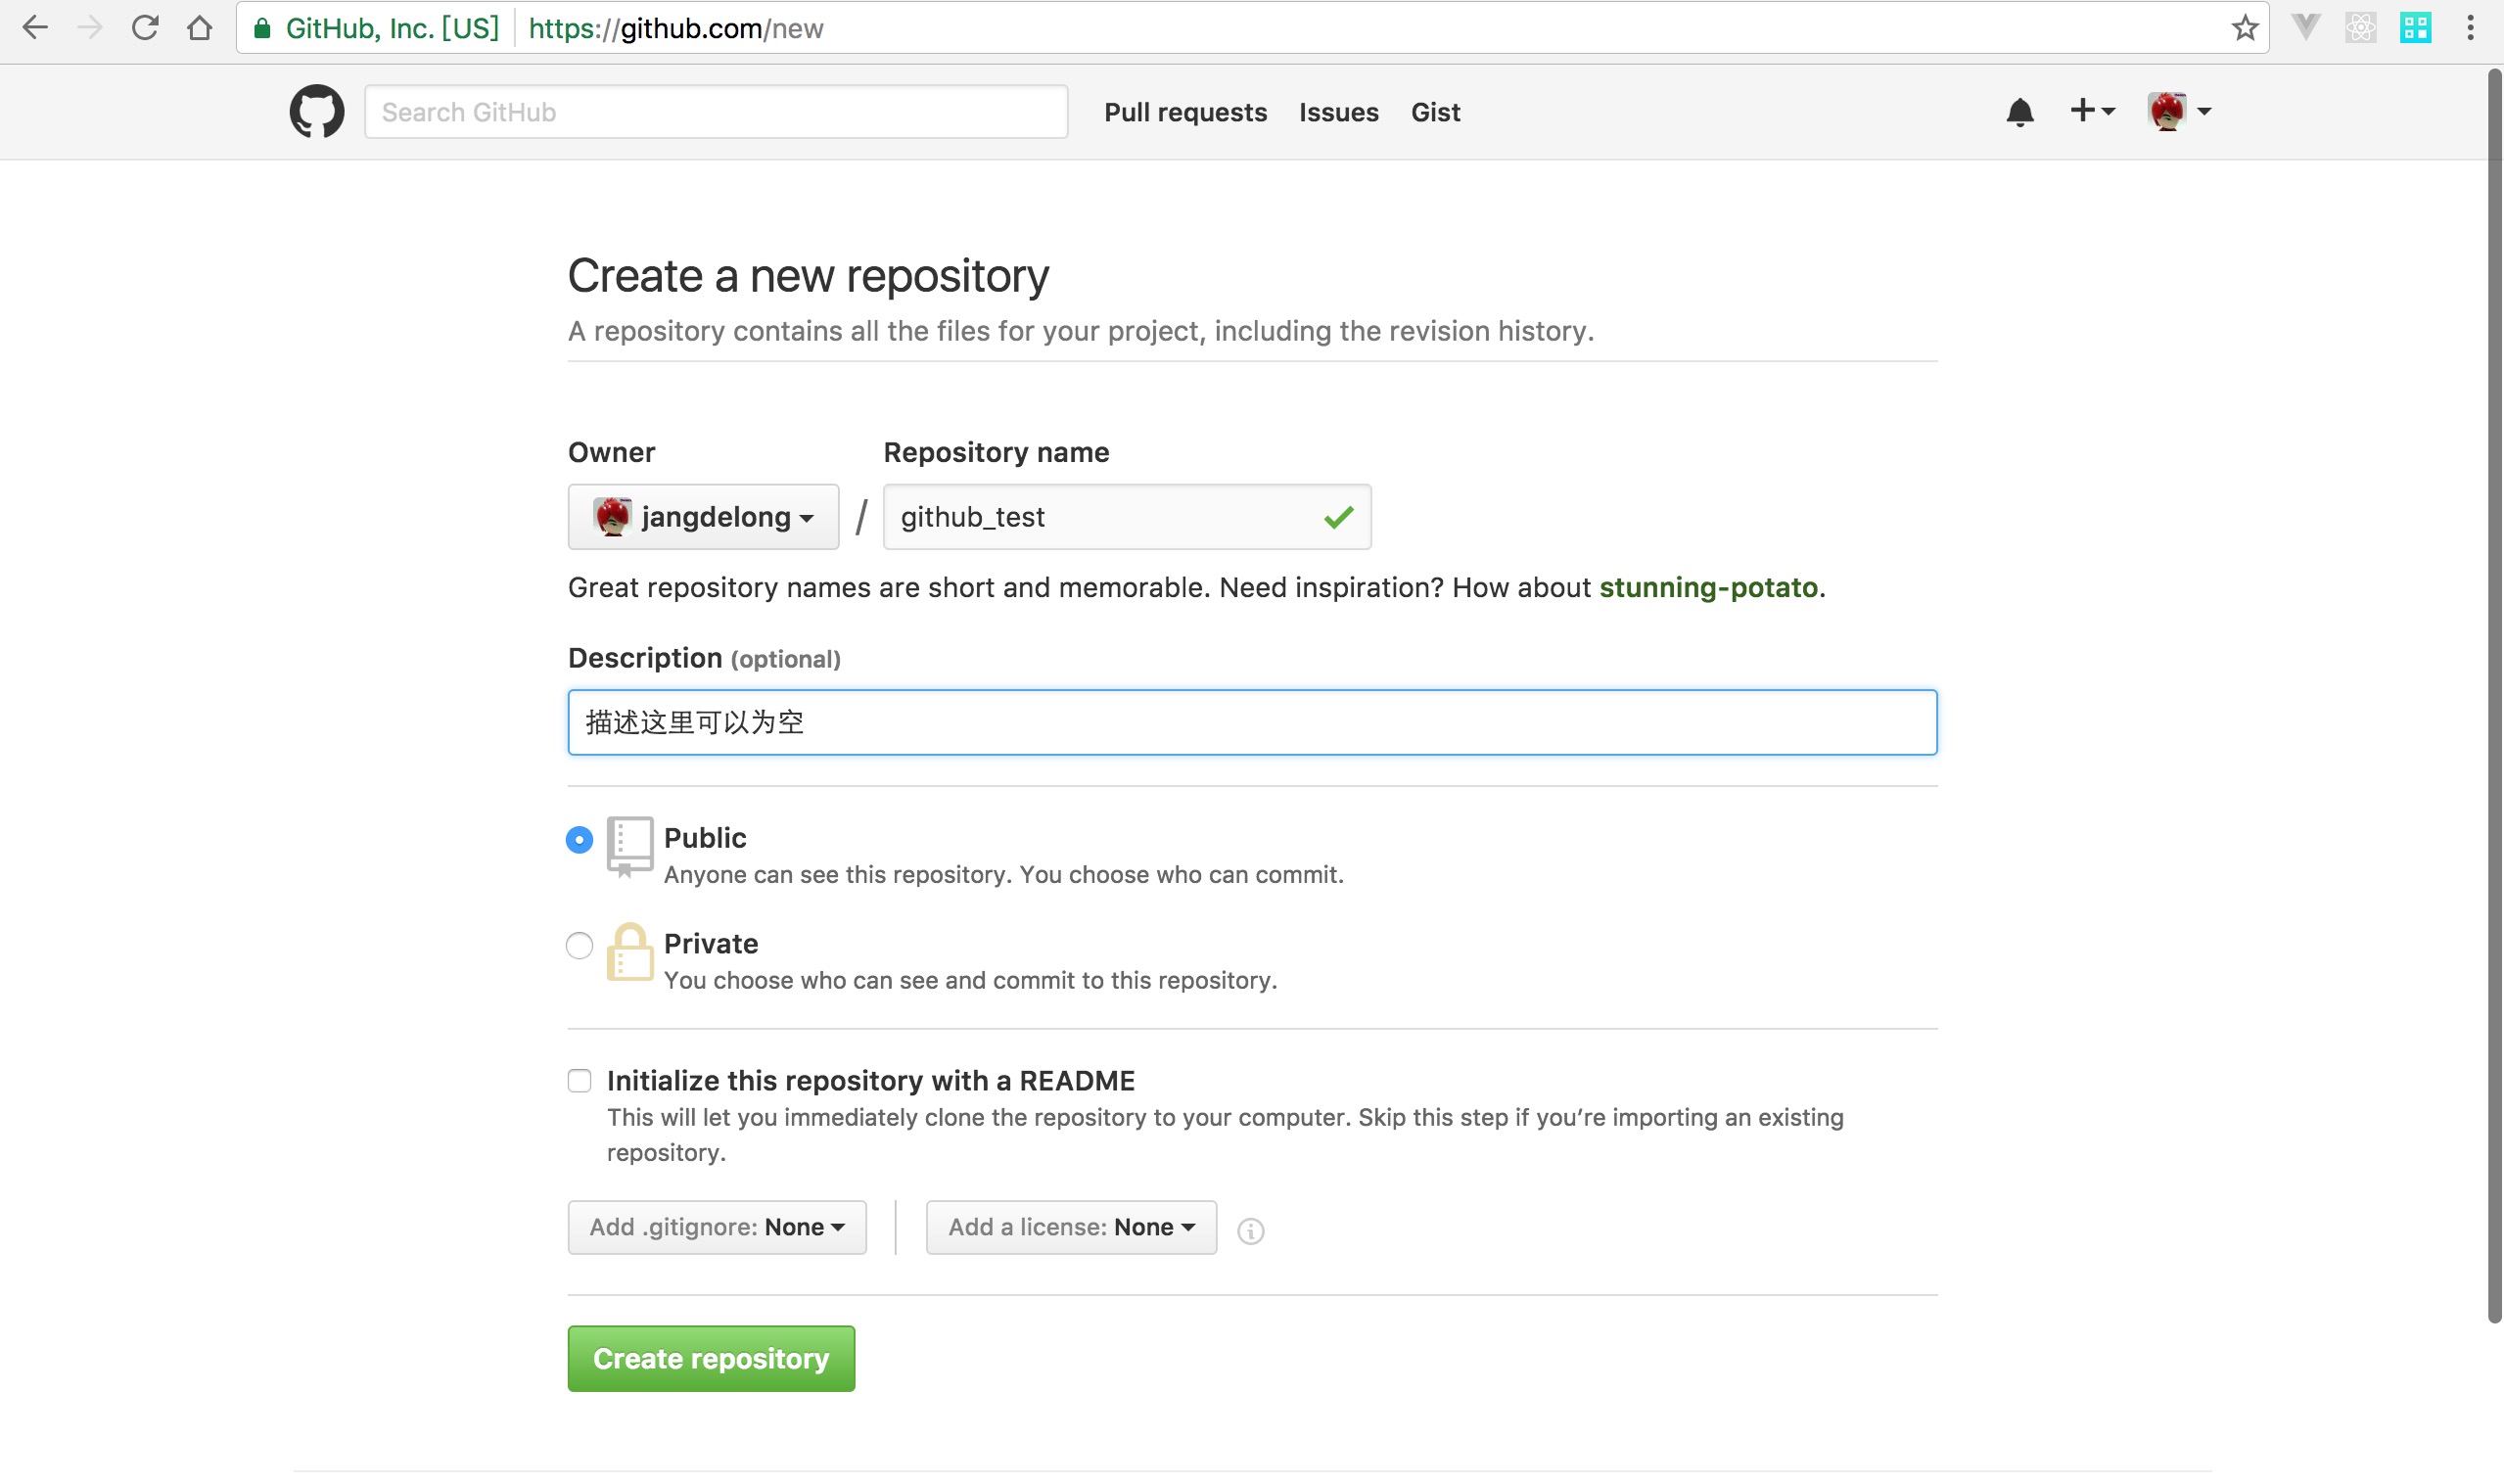 GitHub, Inc. [US] https://github.com/new
Search GitHub Pull requests Issues Gist
Create a new repository
A repository contains all the files for your project, including the revision history.
Owner Repository name
jangdelong / github_test
Great repository names are short and memorable. Need inspiration? How about stunning-potato.
Description (optional)
描述这里可以为空
Public
Anyone can see this repository. You choose who can commit.
Private
You choose who can see and commit to this repository.
Initialize this repository with a README
This will let you immediately clone the repository to your computer. Skip this step if you’re importing an existing
repository.
Add .gitignore: None Add a license: None
Create repository